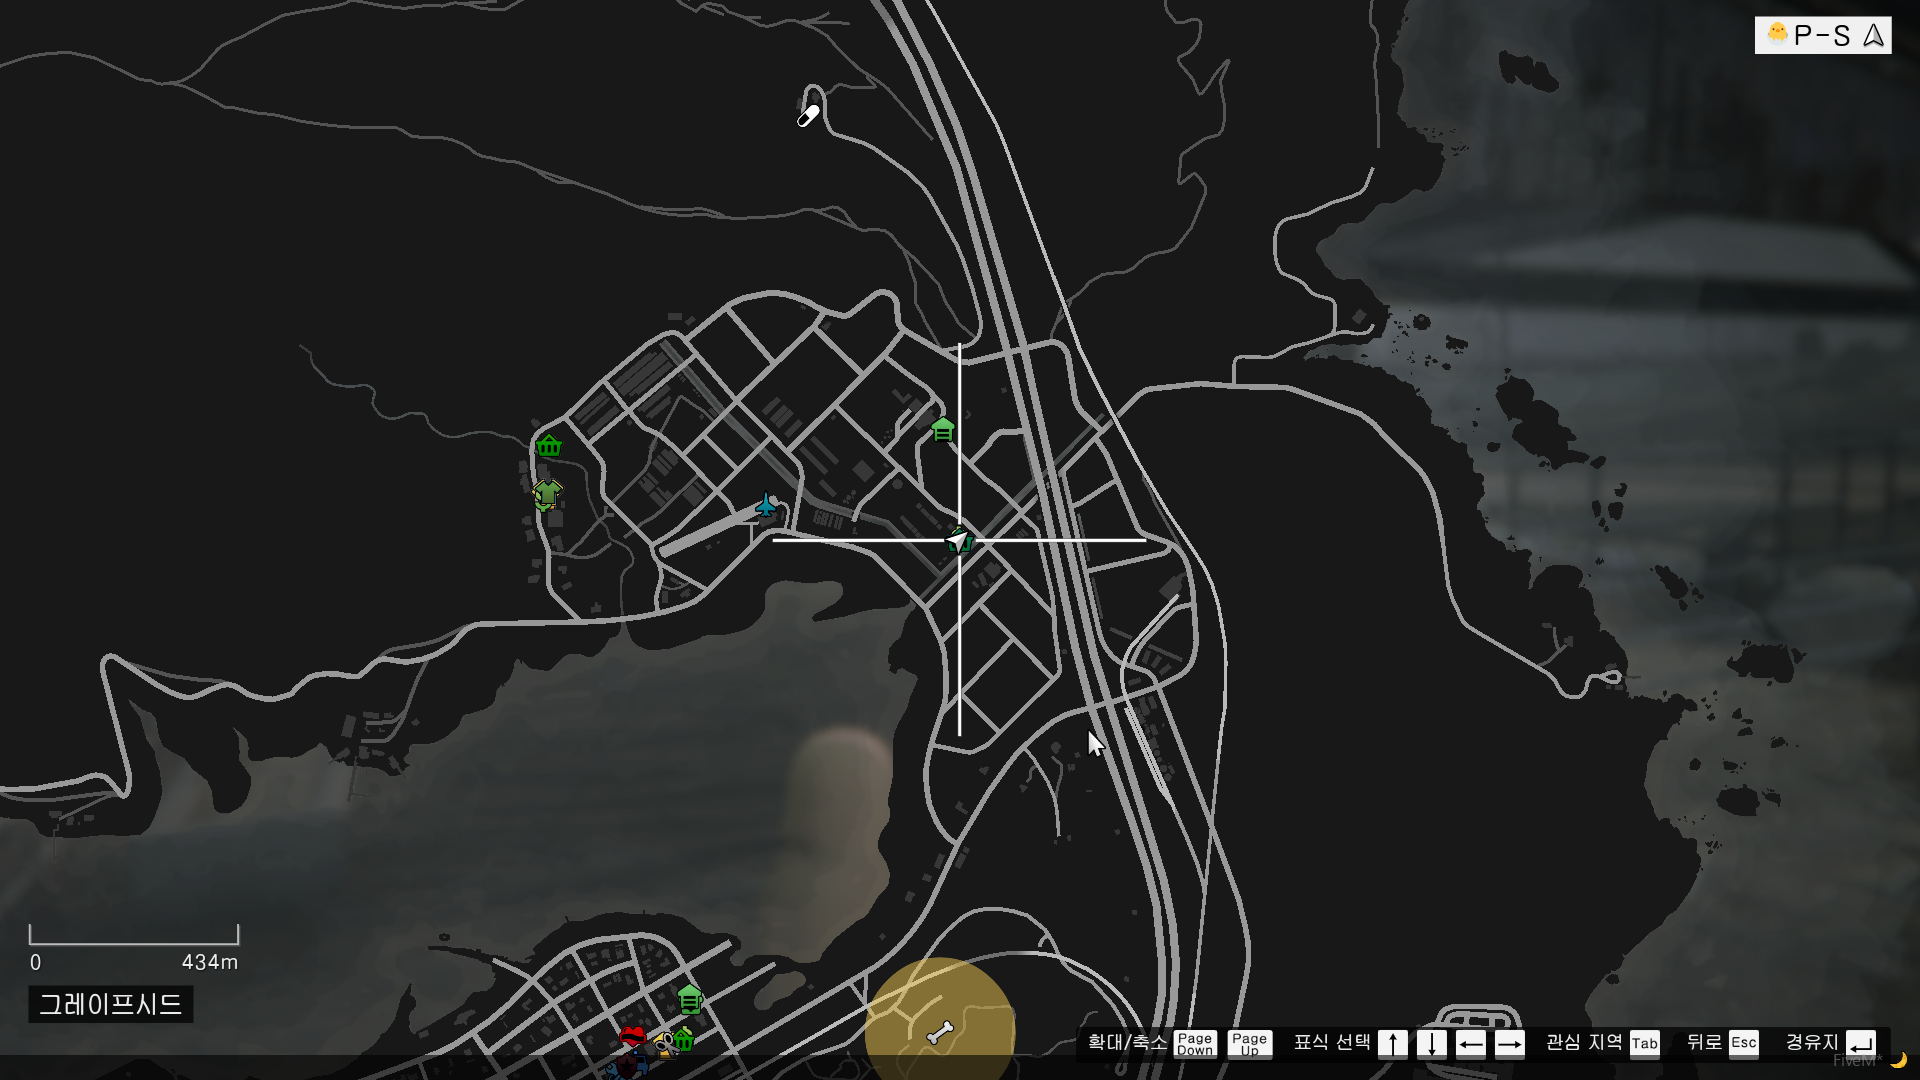 P-S
0 434m
그레이프시드
확대/축소 Page Down Page Up 표식 선택 ↑ ↓ ← → 관심 지역 Tab 뒤로 Esc 경유지
FiveM*